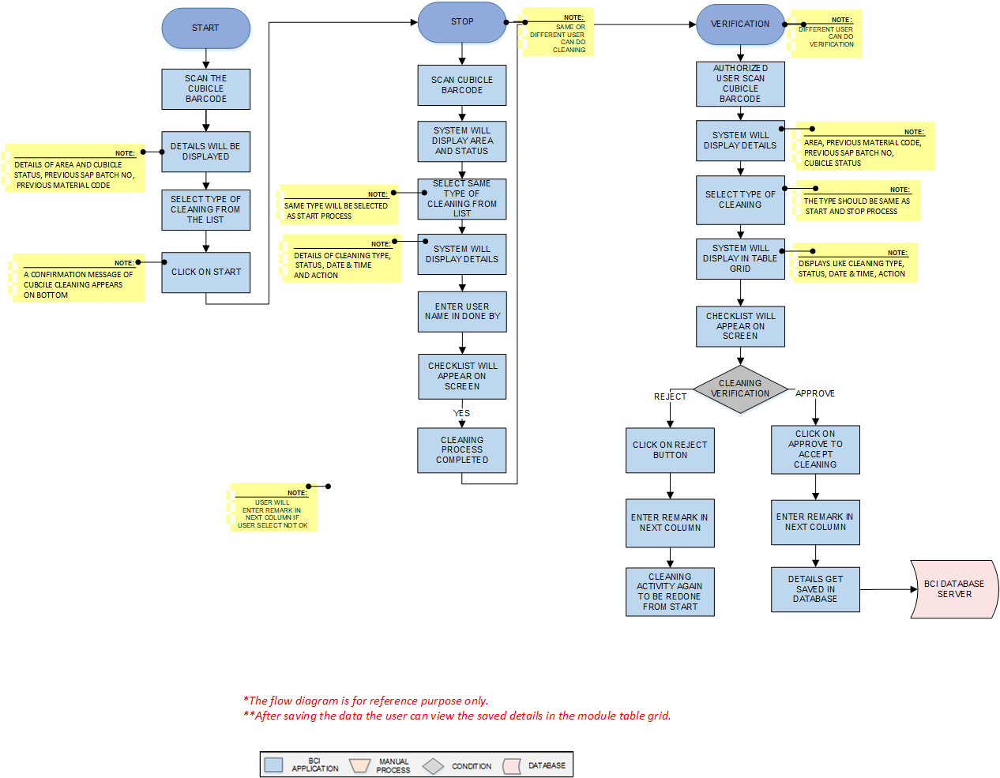 START
SCAN THE
CUBICLE
BARCODE
NOTE:
DETAILS OF AREA AND CUBICLE
STATUS, PREVIOUS SAP BATCH NO,
PREVIOUS MATERIAL CODE
DETAILS WILL BE
DISPLAYED
SELECT TYPE OF
CLEANING FROM
THE LIST
NOTE:
A CONFIRMATION MESSAGE OF
CUBCILE CLEANING APPEARS
ON BOTTOM
CLICK ON START
STOP
NOTE:
SAME OR
DIFFERENT USER
CAN DO
CLEANING
SCAN CUBICLE
BARCODE
SYSTEM WILL
DISPLAY AREA
AND STATUS
NOTE:
SAME TYPE WILL BE SELECTED
AS START PROCESS
SELECT SAME
TYPE OF
CLEANING FROM
LIST
NOTE:
DETAILS OF CLEANING TYPE,
STATUS, DATE & TIME
AND ACTION
SYSTEM WILL
DISPLAY DETAILS
ENTER USER
NAME IN DONE BY
CHECKLIST WILL
APPEAR ON
SCREEN
YES
CLEANING
PROCESS
COMPLETED
NOTE:
USER WILL
ENTER REMARK IN
NEXT COLUMN IF
USER SELECT NOT OK
VERIFICATION
NOTE:
DIFFERENT USER
CAN DO
VERIFICATION
AUTHORIZED
USER SCAN
CUBICLE
BARCODE
SYSTEM WILL
DISPLAY DETAILS
NOTE:
AREA, PREVIOUS MATERIAL CODE,
PREVIOUS SAP BATCH NO,
CUBICLE STATUS
SELECT TYPE OF
CLEANING
NOTE:
THE TYPE SHOULD BE SAME AS
START AND STOP PROCESS
SYSTEM WILL
DISPLAY IN TABLE
GRID
NOTE:
DISPLAYS LIKE CLEANING TYPE,
STATUS, DATE & TIME, ACTION
CHECKLIST WILL
APPEAR ON
SCREEN
CLEANING
VERIFICATION
REJECT
APPROVE
CLICK ON REJECT
BUTTON
ENTER REMARK IN
NEXT COLUMN
CLEANING
ACTIVITY AGAIN
TO BE REDONE
FROM START
CLICK ON
APPROVE TO
ACCEPT
CLEANING
ENTER REMARK IN
NEXT COLUMN
DETAILS GET
SAVED IN
DATABASE
BCI DATABASE
SERVER
*The flow diagram is for reference purpose only.
**After saving the data the user can view the saved details in the module table grid.
BCI
APPLICATION
MANUAL
PROCESS
CONDITION
DATABASE